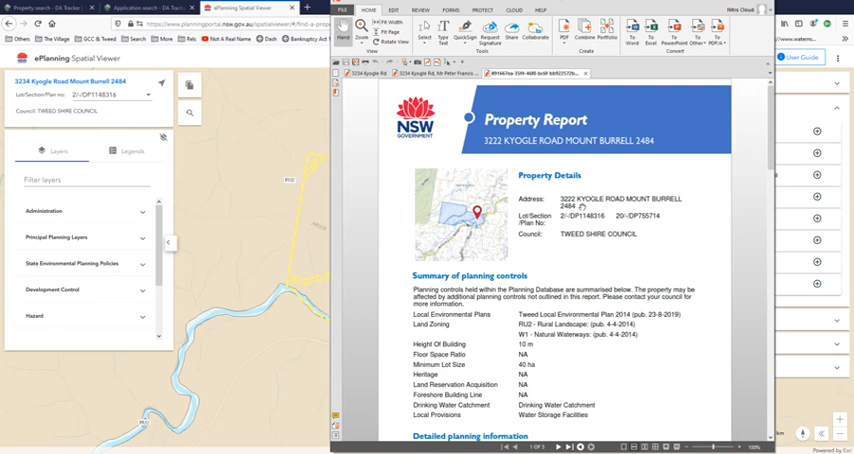 Property search - DA Tracker
Application search - DA Tracker
ePlanning Spatial Viewer
https://www.planningportal.nsw.gov.au/spatialviewer/#/find-a-prop
Others
The Village
GCC & Tweed
Search
Ruls
Not A Real Name
Dash
Bankruptcy Act
Others
ePlanning Spatial Viewer
User Guide
3234 Kyogle Road Mount Burrell 2484
Lot/Section/Plan no: 2/-/DP1148316
Council: TWEED SHIRE COUNCIL
Layers
Legends
Filter layers
Administration
Principal Planning Layers
State Environmental Planning Policies
Development Control
Hazard
RU2
RU2
HOME
EDIT
REVIEW
FORMS
PROTECT
CLOUD
HELP
Nitro Cloud
Hand
Zoom
Fit Width
Fit Page
Rotate View
Select
Type Text
QuickSign
Request Signature
Share
Collaborate
PDF
Combine
Portfolio
To Word
To Excel
To PowerPoint
To Other
To PDF/A
View
Tools
Create
Convert
3234 Kyogle Rd
3234 Kyogle Rd, Mr Peter Francis ...
NSW
GOVERNMENT
Property Report
3222 KYOGLE ROAD MOUNT BURRELL 2484
Property Details
Address: 3222 KYOGLE ROAD MOUNT BURRELL
2484
Lot/Section 2/-/DP1148316 20/-/DP755714
/Plan No:
Council: TWEED SHIRE COUNCIL
Summary of planning controls
Planning controls held within the Planning Database are summarised below. The property may
be affected by additional planning controls not outlined in this report. Please contact your council for
more information.
Local Environmental Plans Tweed Local Environmental Plan 2014 (pub. 23-8-2019)
Land Zoning RU2 - Rural Landscape: (pub. 4-4-2014)
W1 - Natural Waterways: (pub. 4-4-2014)
Height Of Building 10 m
Floor Space Ratio NA
Minimum Lot Size 40 ha
Heritage NA
Land Reservation Acquisition NA
Foreshore Building Line NA
Drinking Water Catchment Drinking Water Catchment
Local Provisions Water Storage Facilities
Detailed planning information
1 OF 3
100%
km
Powered by Esri